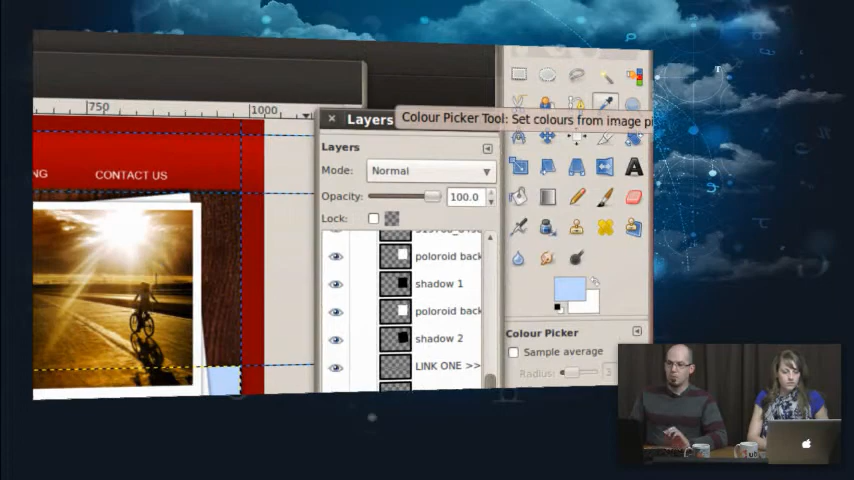 750
1000
Layers
Colour Picker Tool: Set colours from image pi
Layers
NG
CONTACT US
Mode:
Normal
Opacity:
100.0
Lock:
poloroid back
shadow 1
poloroid back
shadow 2
LINK ONE >>
Colour Picker
Sample average
Radius:
3